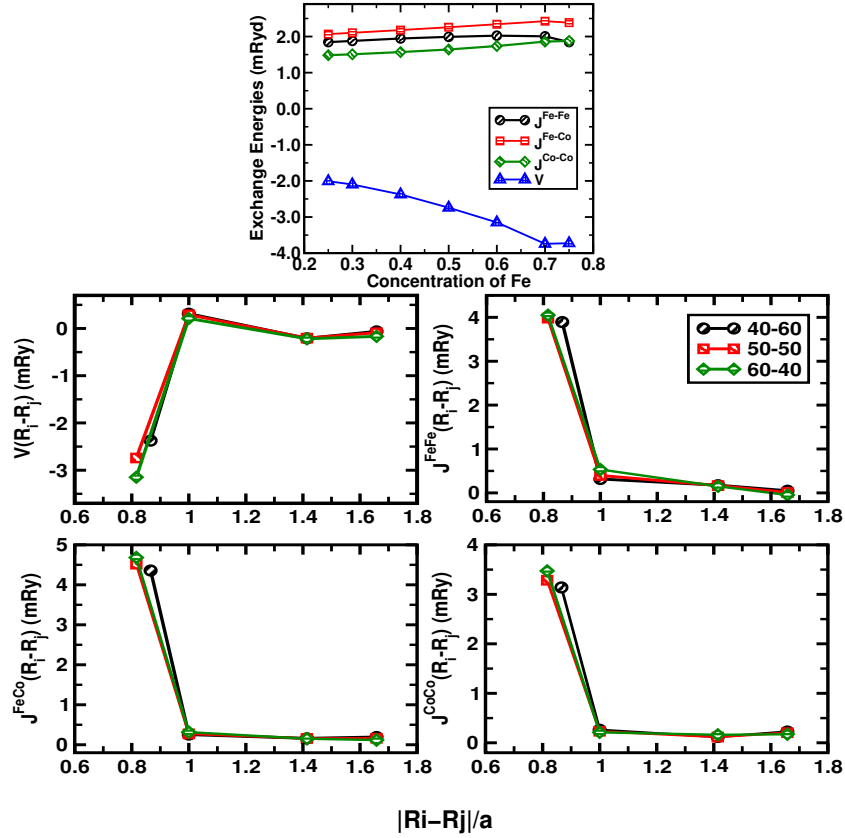 Exchange Energies (mRyd)
2.0
1.0
0.0
-1.0
-2.0
-3.0
-4.0
J^Fe-Fe
J^Fe-Co
J^Co-Co
V
0.2 0.3 0.4 0.5 0.6 0.7 0.8
Concentration of Fe
V(R_i-R_j) (mRy)
0
-1
-2
-3
0.6 0.8 1 1.2 1.4 1.6 1.8
J^FeFe(R_i-R_j) (mRy)
4
3
2
1
0
40-60
50-50
60-40
0.6 0.8 1 1.2 1.4 1.6 1.8
J^FeCo(R_i-R_j) (mRy)
5
4
3
2
1
0
0.6 0.8 1 1.2 1.4 1.6 1.8
J^CoCo(R_i-R_j) (mRy)
4
3
2
1
0
0.6 0.8 1 1.2 1.4 1.6 1.8
|Ri−Rj|/a